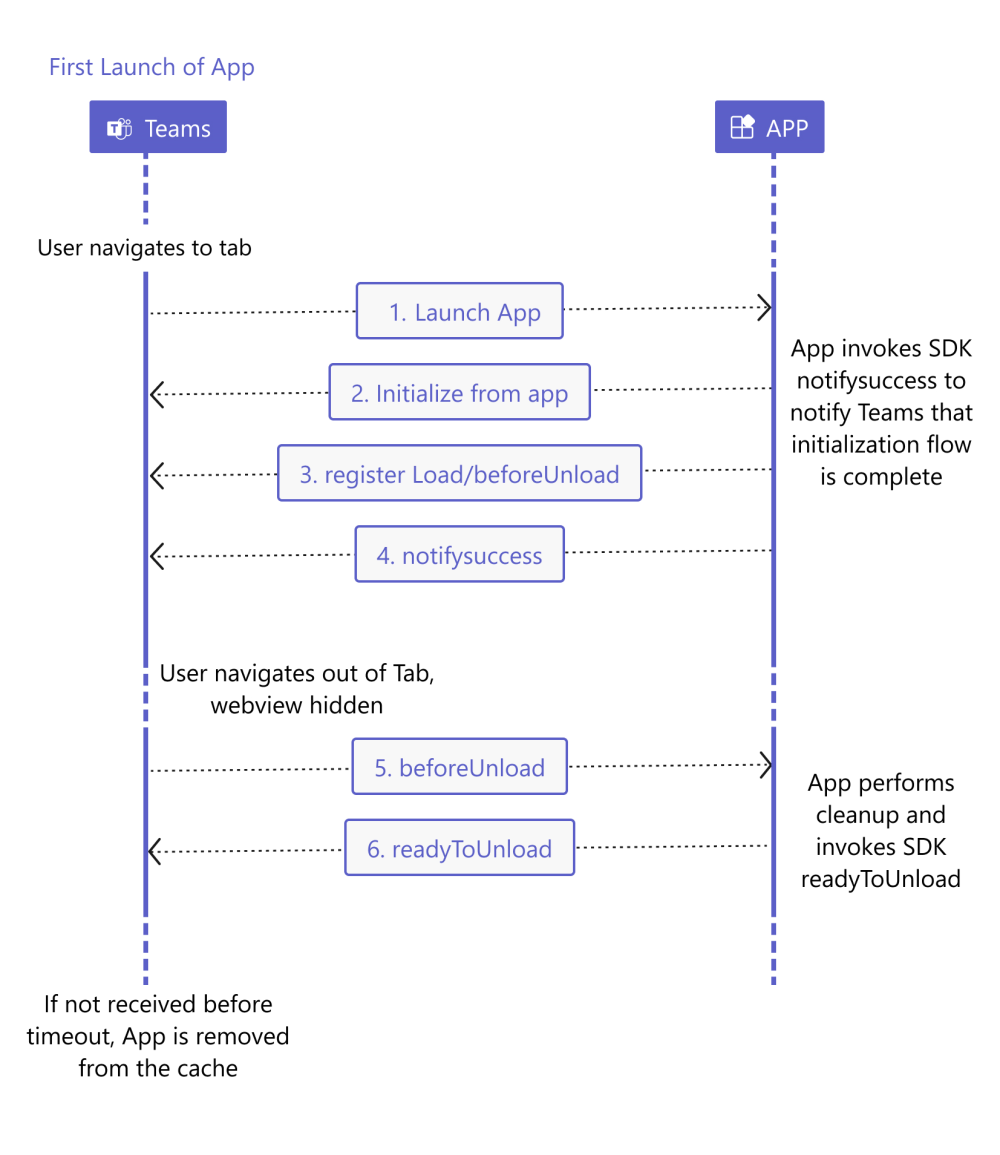 First Launch of App
Teams
APP
User navigates to tab
1. Launch App
App invokes SDK
notifysuccess to
notify Teams that
initialization flow
is complete
2. Initialize from app
3. register Load/beforeUnload
4. notifysuccess
User navigates out of Tab,
webview hidden
5. beforeUnload
App performs
cleanup and
invokes SDK
readyToUnload
6. readyToUnload
If not received before
timeout, App is removed
from the cache